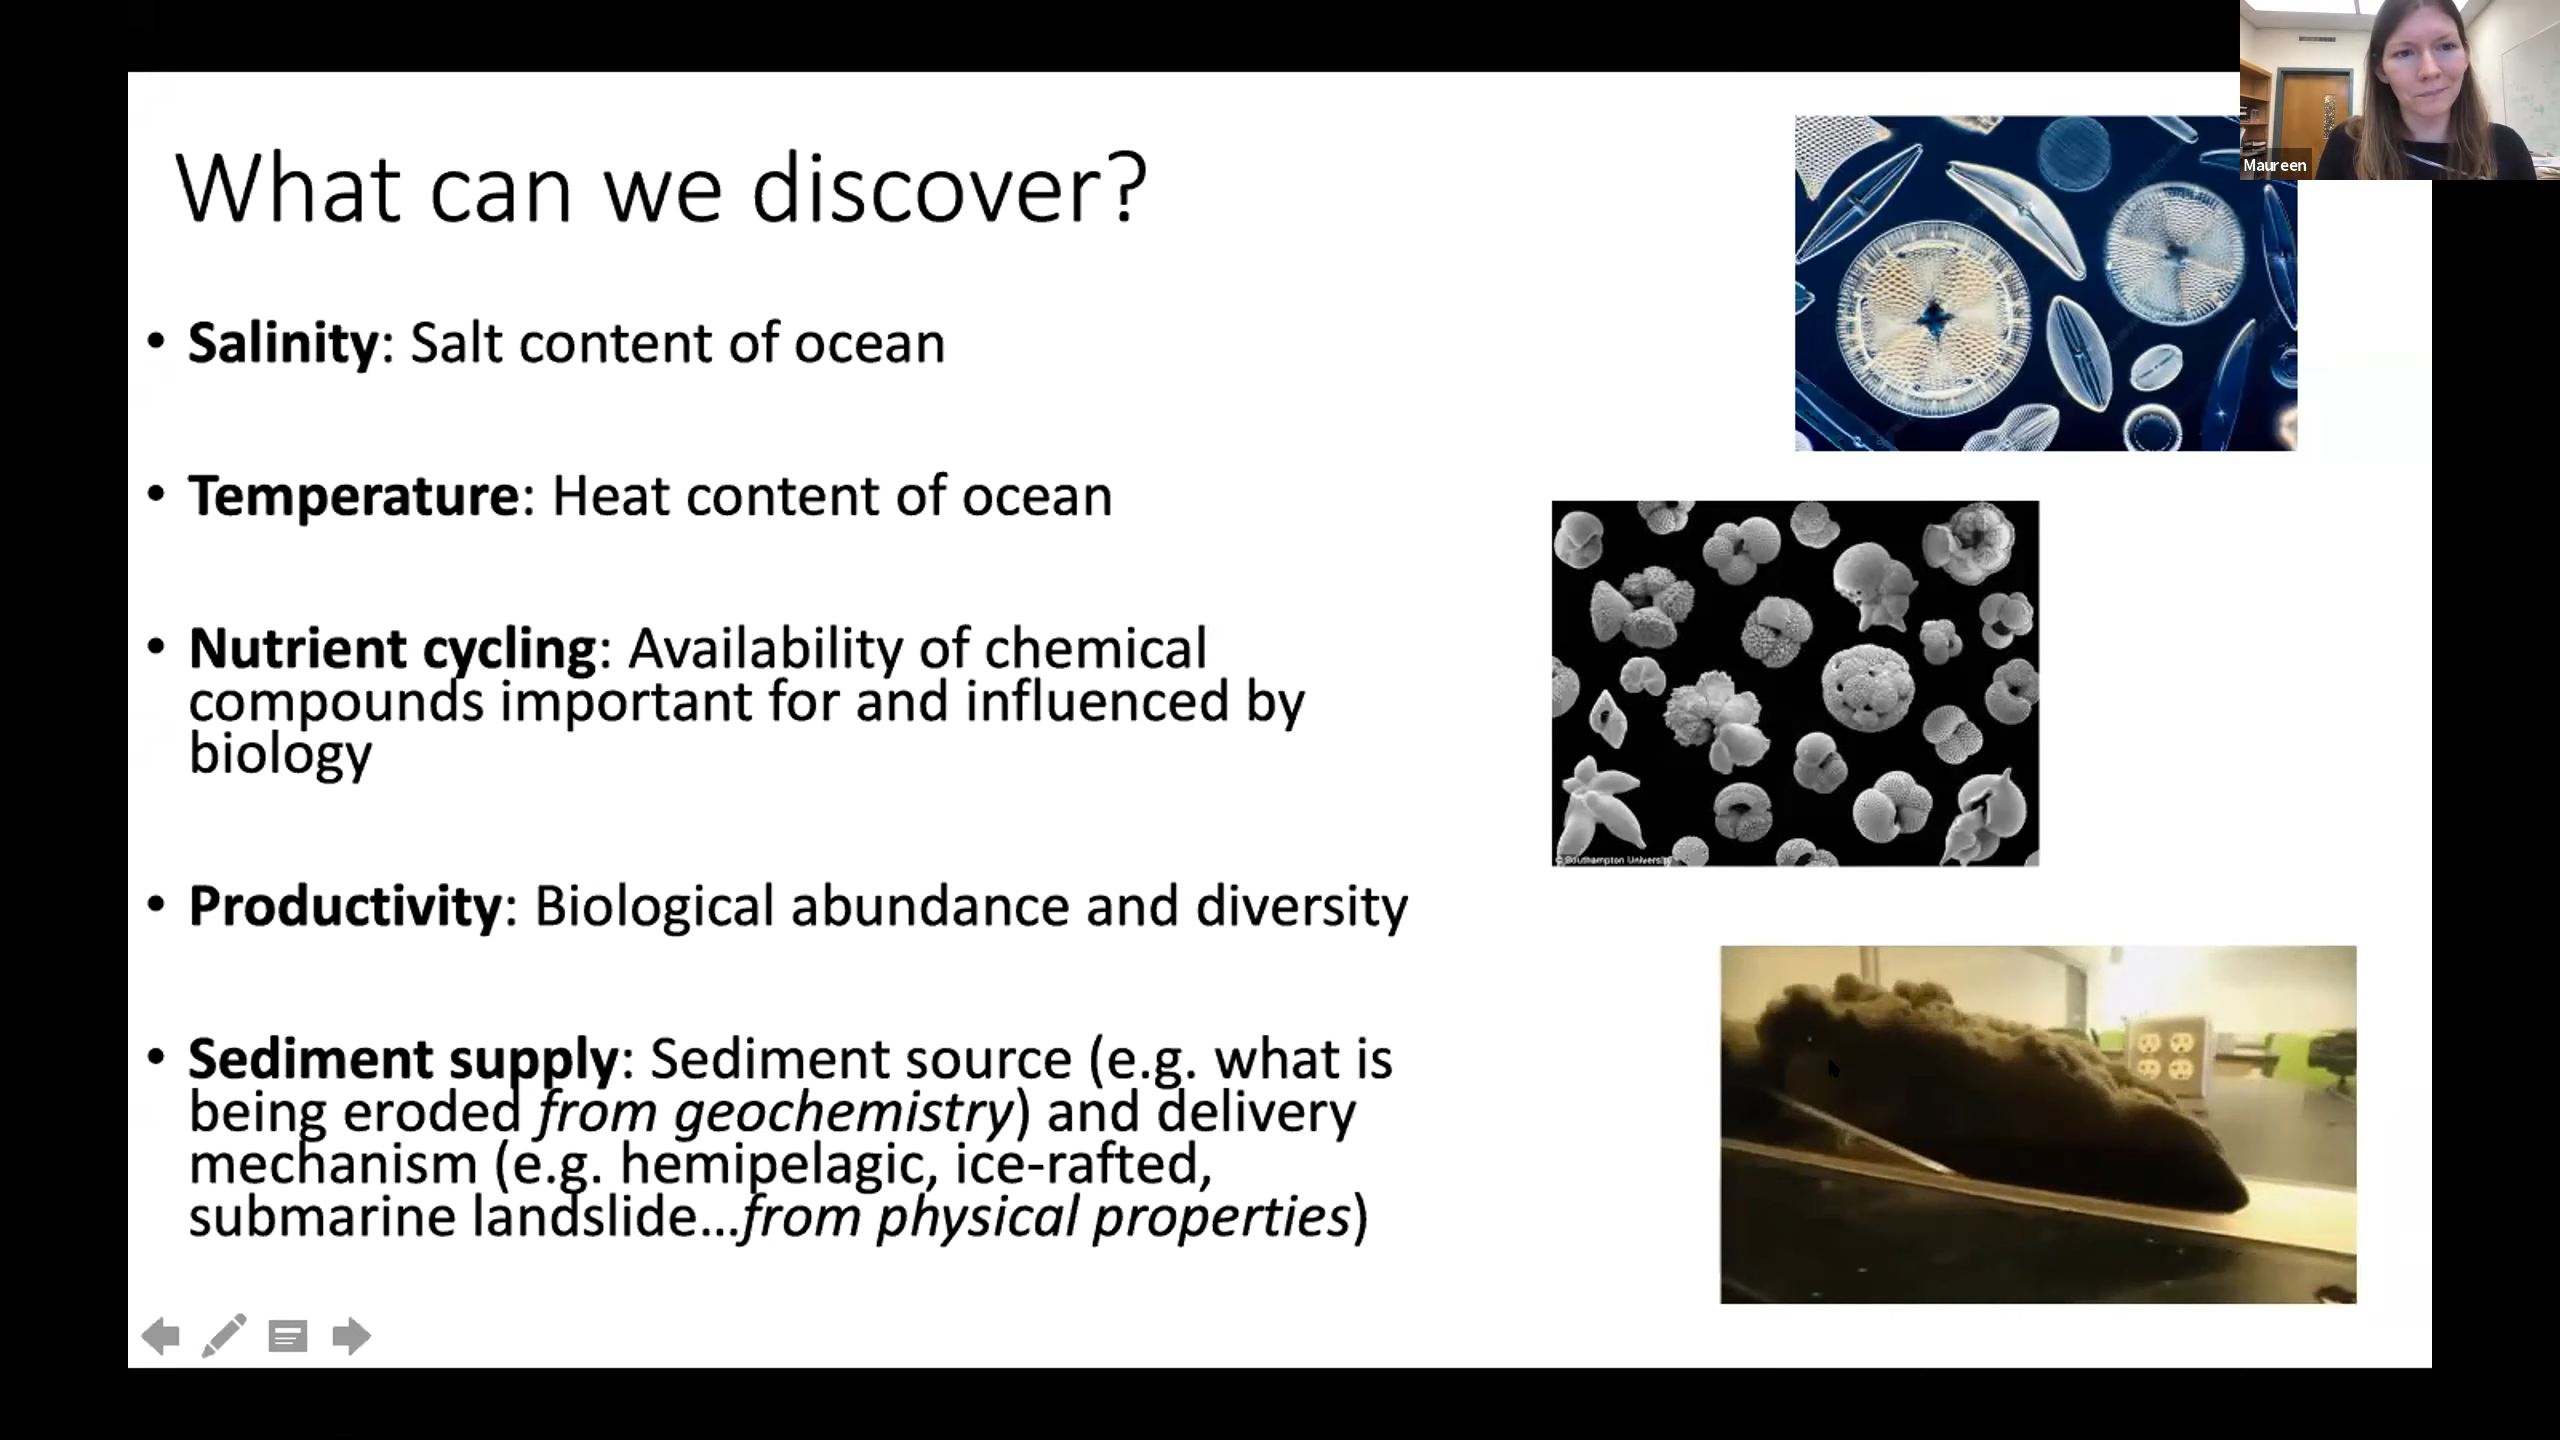 Maureen
What can we discover?
• Salinity: Salt content of ocean
• Temperature: Heat content of ocean
• Nutrient cycling: Availability of chemical
compounds important for and influenced by
biology
• Productivity: Biological abundance and diversity
• Sediment supply: Sediment source (e.g. what is
being eroded from geochemistry) and delivery
mechanism (e.g. hemipelagic, ice-rafted,
submarine landslide...from physical properties)
© Southampton University